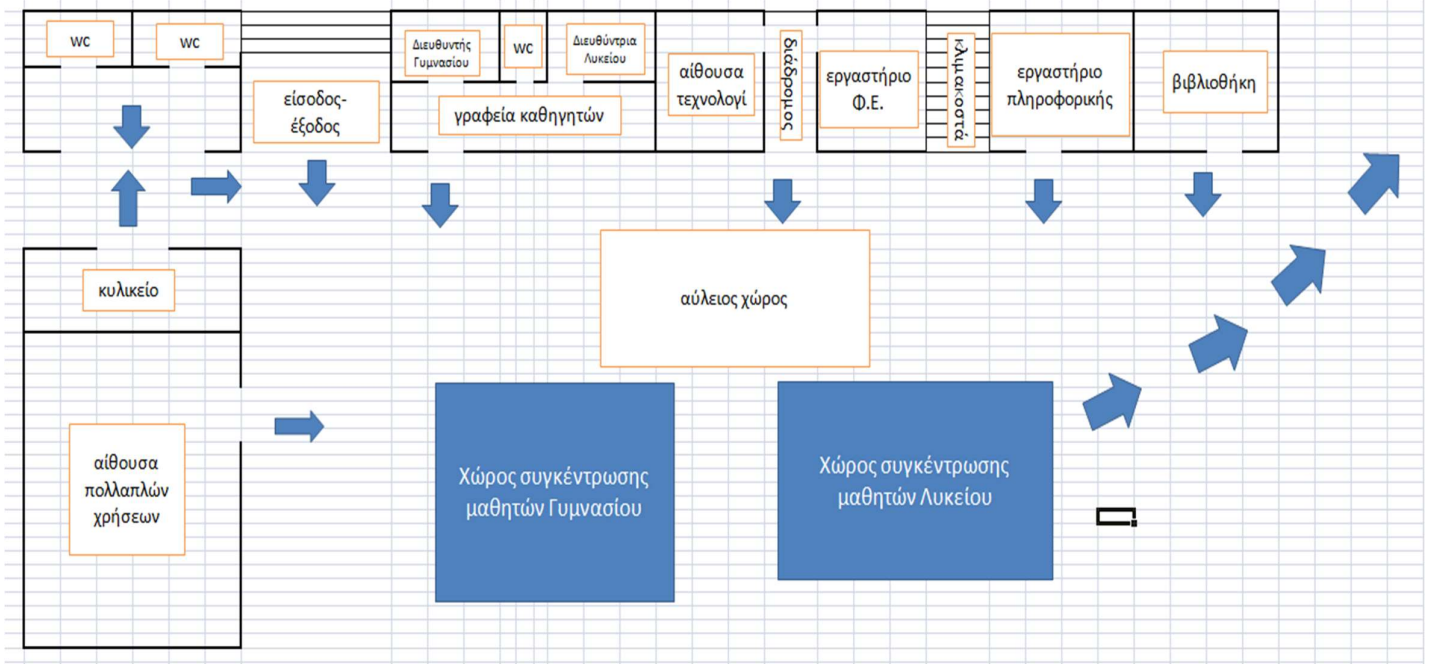 wc
wc
είσοδος-
έξοδος
Διευθυντής
Γυμνασίου
wc
Διευθύντρια
Λυκείου
γραφεία καθηγητών
αίθουσα
τεχνολογί
διάδρομος
εργαστήριο
Φ.Ε.
κλιμακοστά
εργαστήριο
πληροφορικής
βιβλιοθήκη
κυλικείο
αύλειος χώρος
αίθουσα
πολλαπλών
χρήσεων
Χώρος συγκέντρωσης
μαθητών Γυμνασίου
Χώρος συγκέντρωσης
μαθητών Λυκείου